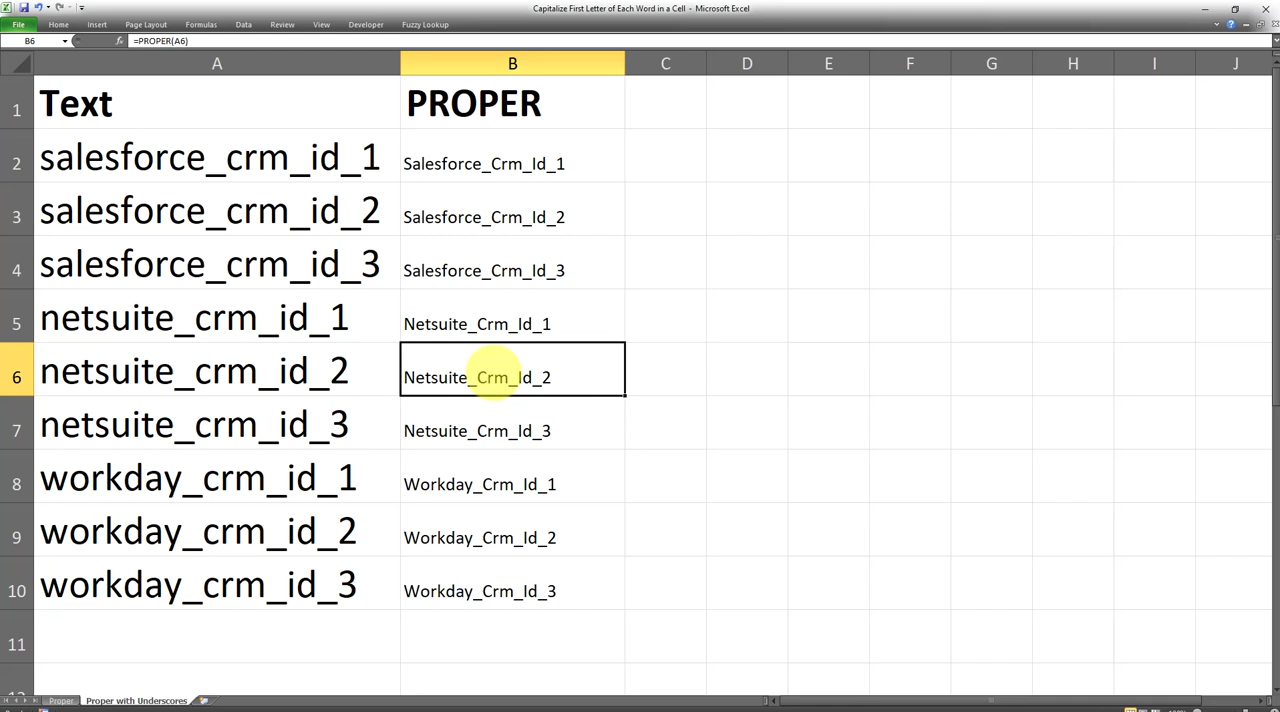 Capitalize First Letter of Each Word in a Cell - Microsoft Excel
File Home Insert Page Layout Formulas Data Review View Developer Fuzzy Lookup
B6 fx =PROPER(A6)
A B C D E F G H I J
1 Text PROPER
2 salesforce_crm_id_1 Salesforce_Crm_Id_1
3 salesforce_crm_id_2 Salesforce_Crm_Id_2
4 salesforce_crm_id_3 Salesforce_Crm_Id_3
5 netsuite_crm_id_1 Netsuite_Crm_Id_1
6 netsuite_crm_id_2 Netsuite_Crm_Id_2
7 netsuite_crm_id_3 Netsuite_Crm_Id_3
8 workday_crm_id_1 Workday_Crm_Id_1
9 workday_crm_id_2 Workday_Crm_Id_2
10 workday_crm_id_3 Workday_Crm_Id_3
11
Proper Proper with Underscores